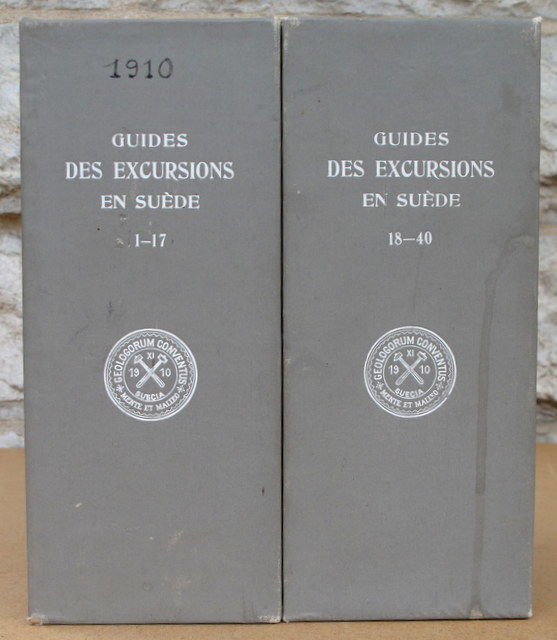 1910
GUIDES
DES EXCURSIONS
EN SUÈDE
1–17
GEOLOGORUM CONVENTUS
XI
19 10
SUECIA
MENTE ET MALLEO
GUIDES
DES EXCURSIONS
EN SUÈDE
18–40
GEOLOGORUM CONVENTUS
XI
19 10
SUECIA
MENTE ET MALLEO